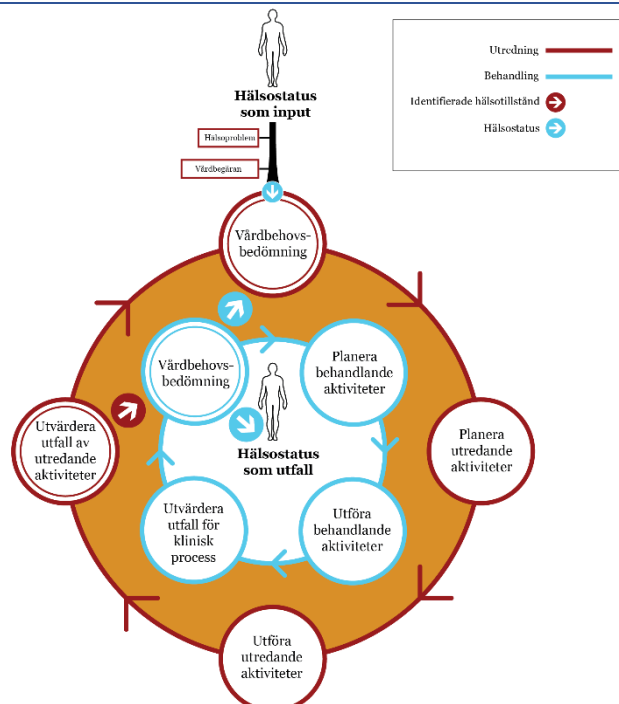 Hälsostatus
som input
Hälsoproblem
Vårdbegäran
Utredning
Behandling
Identifierade hälsotillstånd
Hälsostatus
Vårdbehovs-
bedömning
Vårdbehovs-
bedömning
Planera
behandlande
aktiviteter
Hälsostatus
som utfall
Utvärdera
utfall av
utredande
aktiviteter
Planera
utredande
aktiviteter
Utvärdera
utfall för
klinisk
process
Utföra
behandlande
aktiviteter
Utföra
utredande
aktiviteter